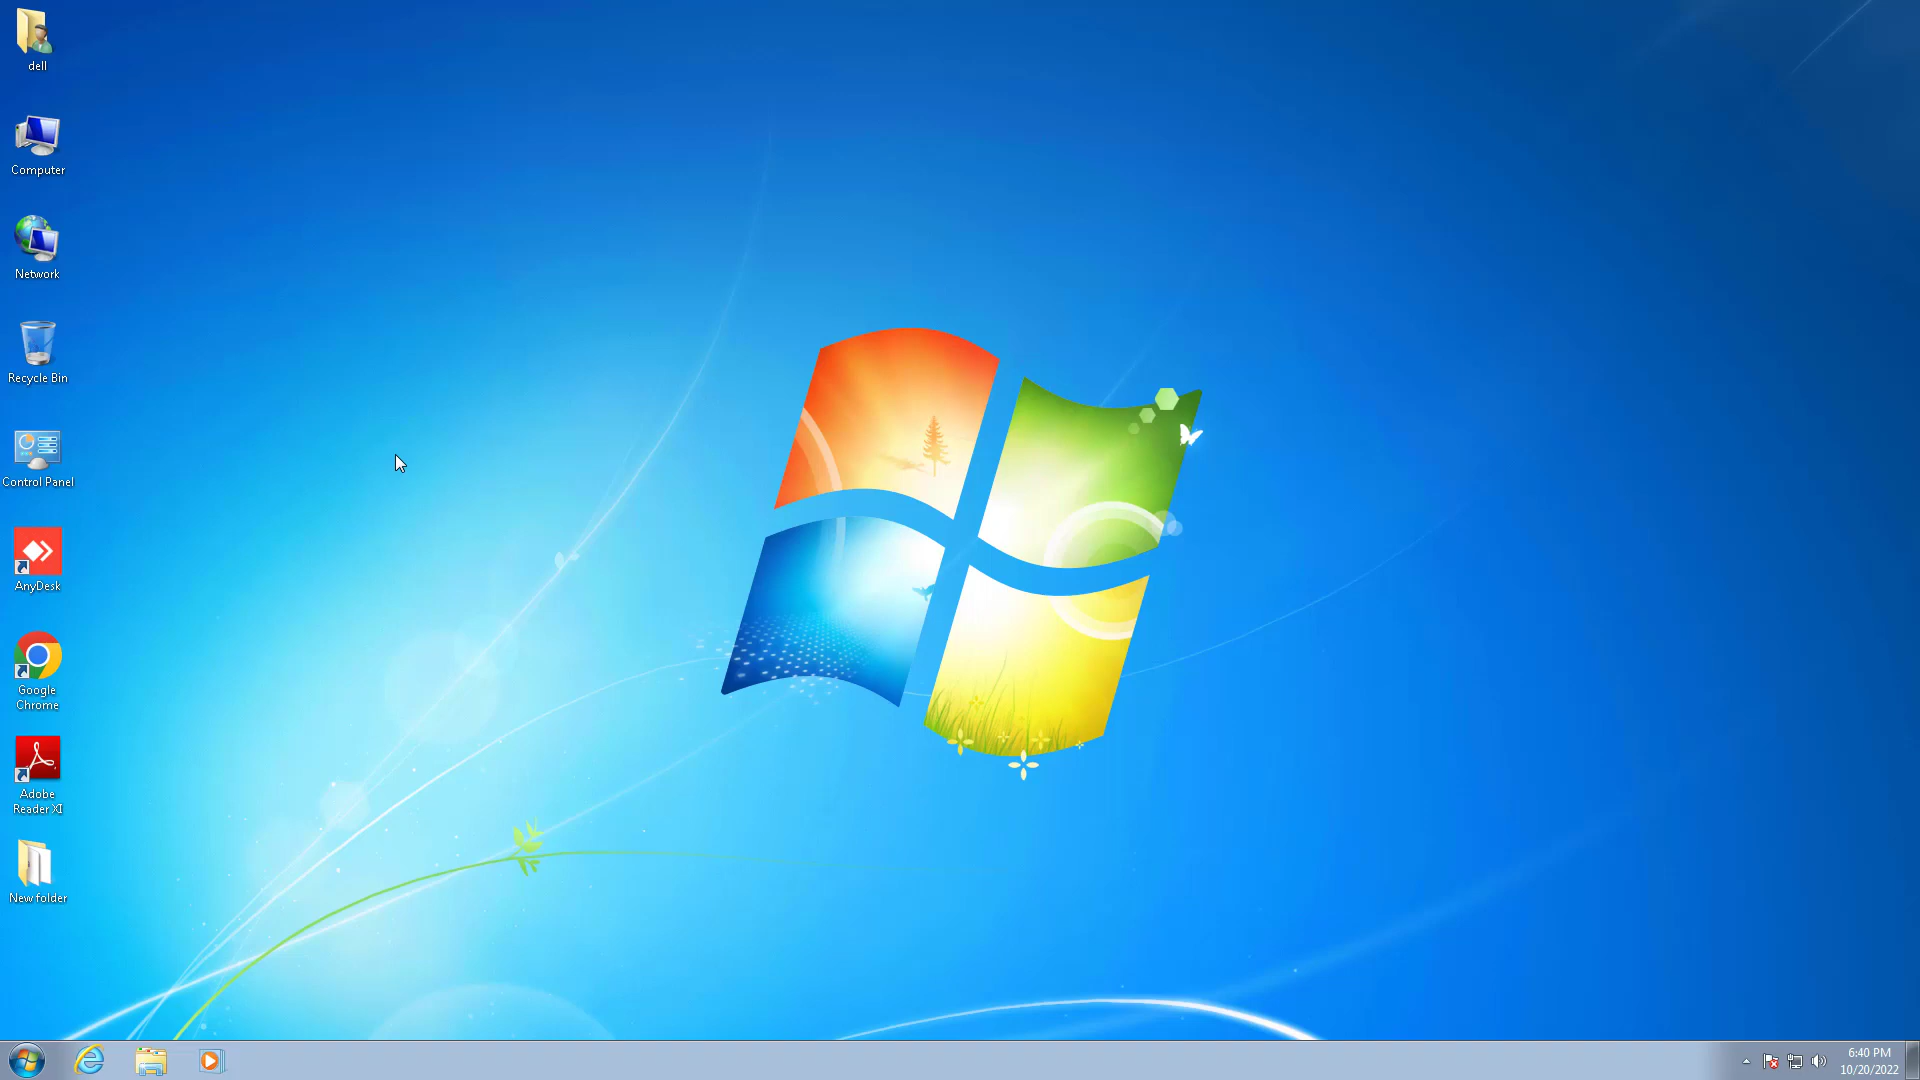 dell
Computer
Network
Recycle Bin
Control Panel
AnyDesk
Google
Chrome
Adobe
Reader XI
New folder
6:40 PM
10/20/2022